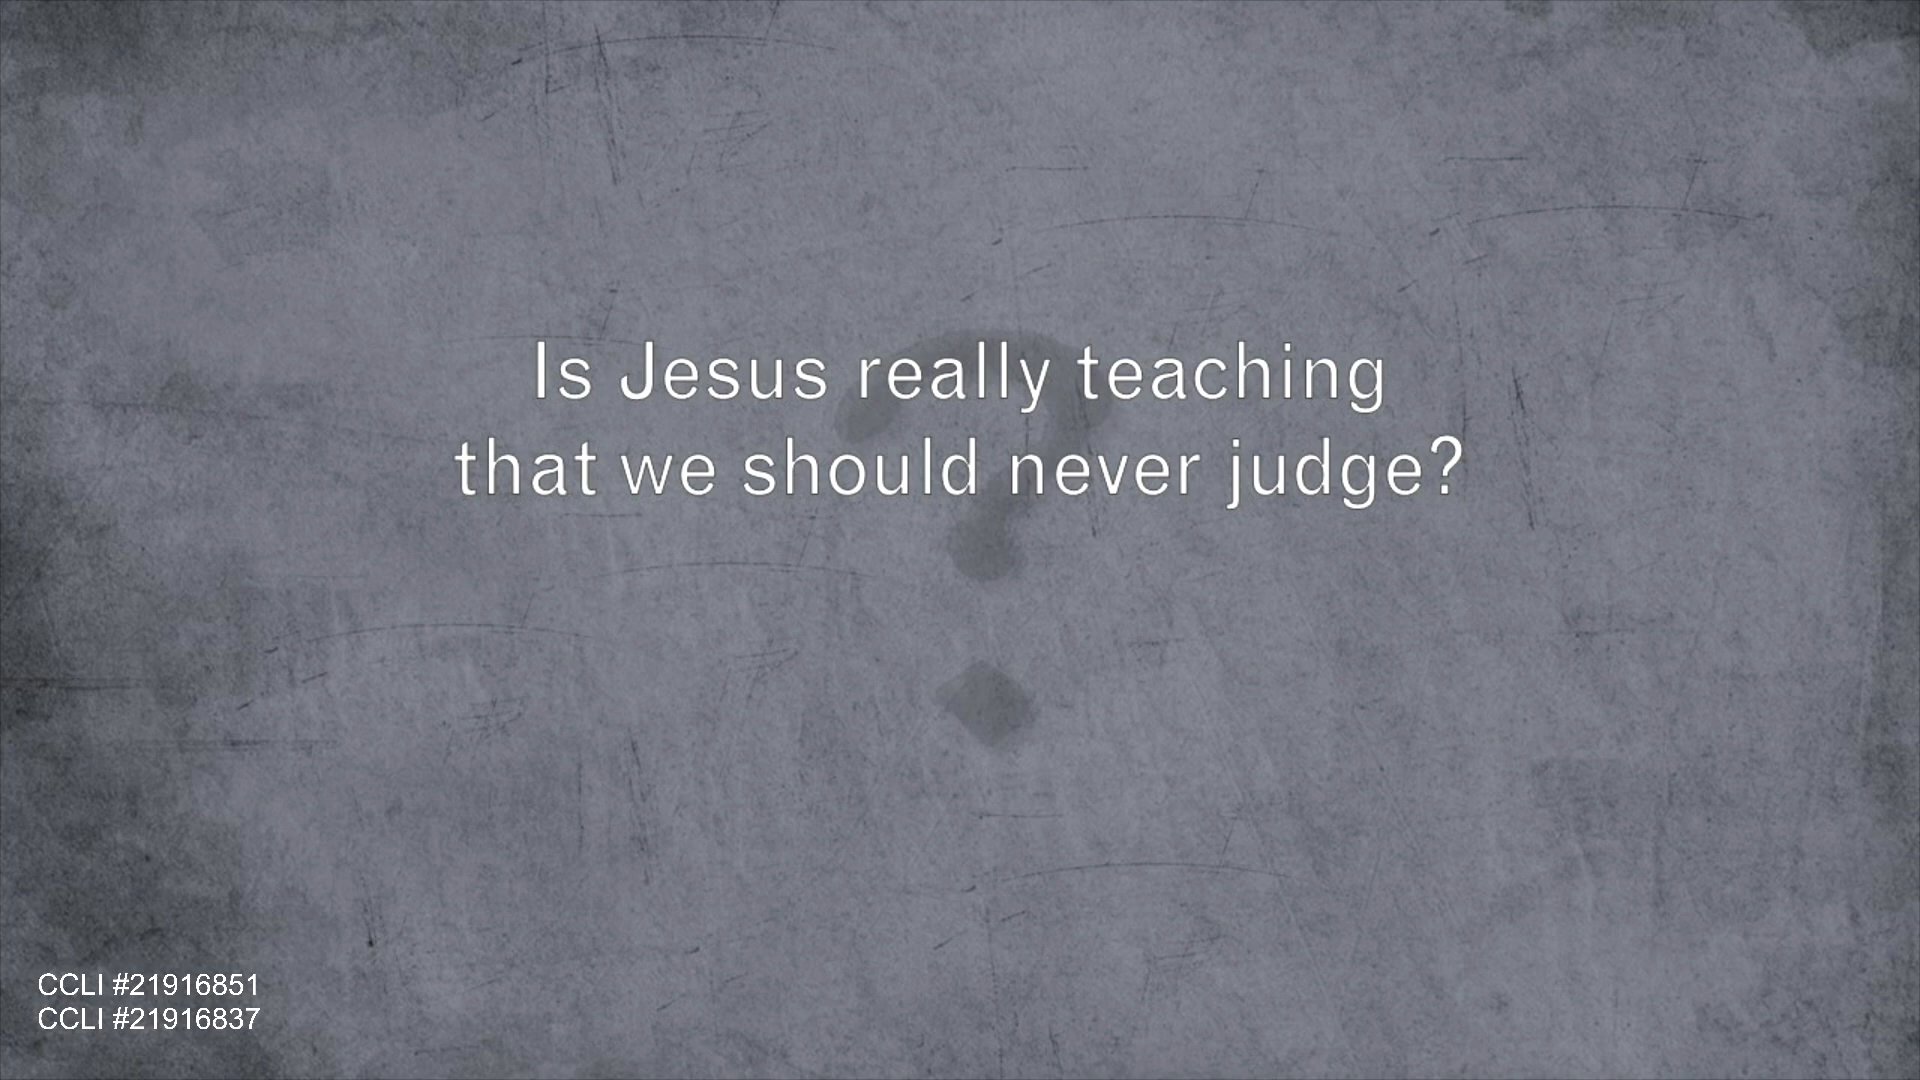 Is Jesus really teaching
that we should never judge?
CCLI #21916851
CCLI #21916837